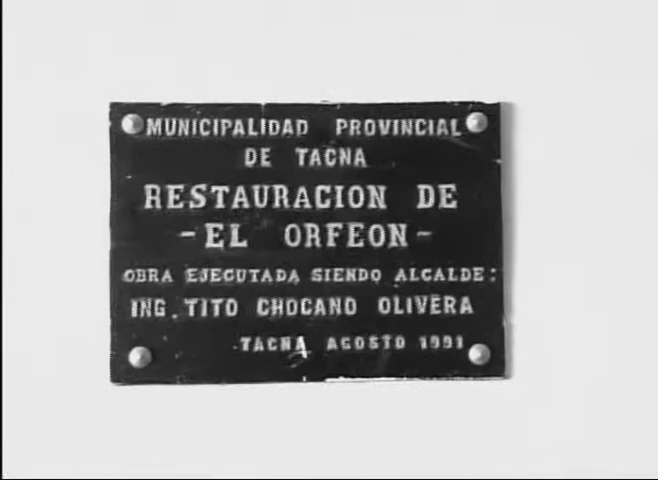 MUNICIPALIDAD PROVINCIAL
DE TACNA
RESTAURACION DE
-EL ORFEON-
OBRA EJECUTADA SIENDO ALCALDE:
ING. TITO CHOCANO OLIVERA
TACNA AGOSTO 1991